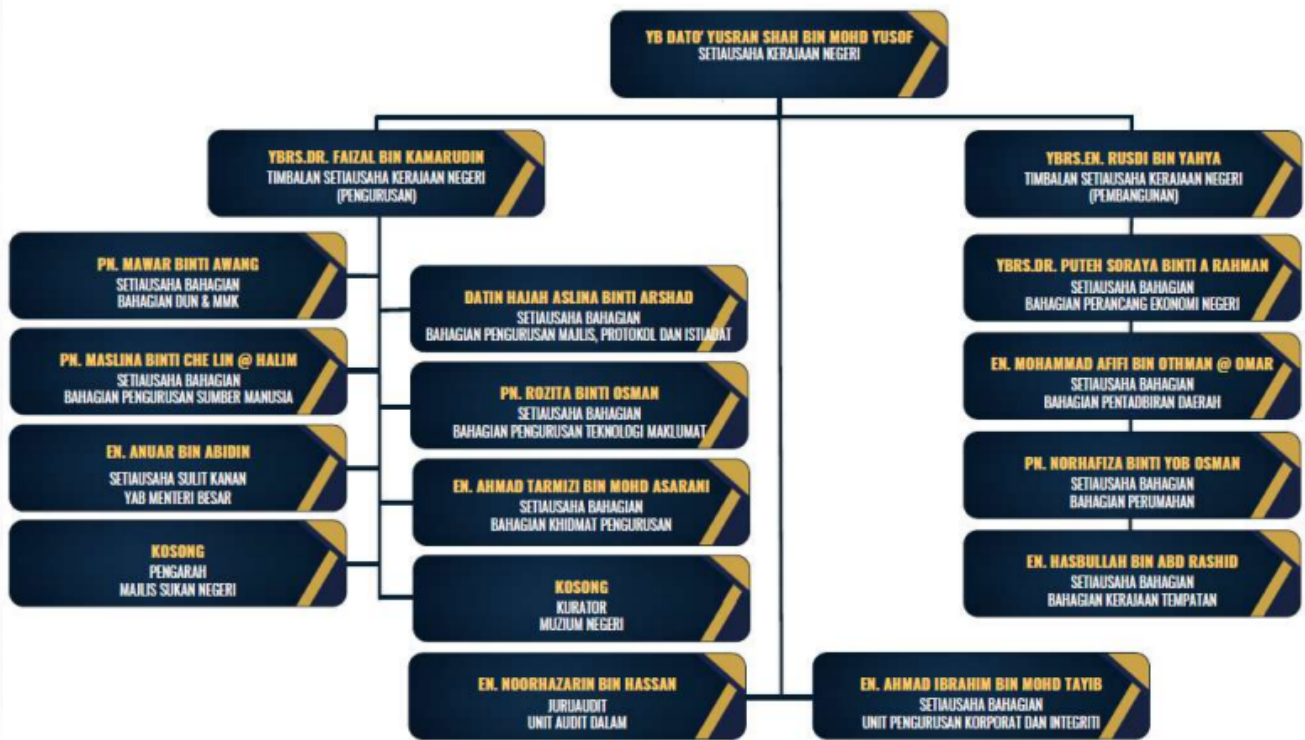 YB DATO' YUSRAN SHAH BIN MOHD YUSOF
SETIAUSAHA KERAJAAN NEGERI
YBRS.DR. FAIZAL BIN KAMARUDIN
TIMBALAN SETIAUSAHA KERAJAAN NEGERI
(PENGURUSAN)
YBRS.EN. RUSDI BIN YAHYA
TIMBALAN SETIAUSAHA KERAJAAN NEGERI
(PEMBANGUNAN)
PN. MAWAR BINTI AWANG
SETIAUSAHA BAHAGIAN
BAHAGIAN DUN & MMK
PN. MASLINA BINTI CHE LIN @ HALIM
SETIAUSAHA BAHAGIAN
BAHAGIAN PENGURUSAN SUMBER MANUSIA
EN. ANUAR BIN ABIDIN
SETIAUSAHA SULIT KANAN
YAB MENTERI BESAR
KOSONG
PENGARAH
MAJLIS SUKAN NEGERI
DATIN HAJAH ASLINA BINTI ARSHAD
SETIAUSAHA BAHAGIAN
BAHAGIAN PENGURUSAN MAJLIS, PROTOKOL DAN ISTIADAT
PN. ROZITA BINTI OSMAN
SETIAUSAHA BAHAGIAN
BAHAGIAN PENGURUSAN TEKNOLOGI MAKLUMAT
EN. AHMAD TARMIZI BIN MOHD ASARANI
SETIAUSAHA BAHAGIAN
BAHAGIAN KHIDMAT PENGURUSAN
KOSONG
KURATOR
MUZIUM NEGERI
YBRS.DR. PUTEH SORAYA BINTI A RAHMAN
SETIAUSAHA BAHAGIAN
BAHAGIAN PERANCANG EKONOMI NEGERI
EN. MOHAMMAD AFIFI BIN OTHMAN @ OMAR
SETIAUSAHA BAHAGIAN
BAHAGIAN PENTADBIRAN DAERAH
PN. NORHAFIZA BINTI YOB OSMAN
SETIAUSAHA BAHAGIAN
BAHAGIAN PERUMAHAN
EN. HASBULLAH BIN ABD RASHID
SETIAUSAHA BAHAGIAN
BAHAGIAN KERAJAAN TEMPATAN
EN. NOORHAZARIN BIN HASSAN
JURUAUDIT
UNIT AUDIT DALAM
EN. AHMAD IBRAHIM BIN MOHD TAYIB
SETIAUSAHA BAHAGIAN
UNIT PENGURUSAN KORPORAT DAN INTEGRITI